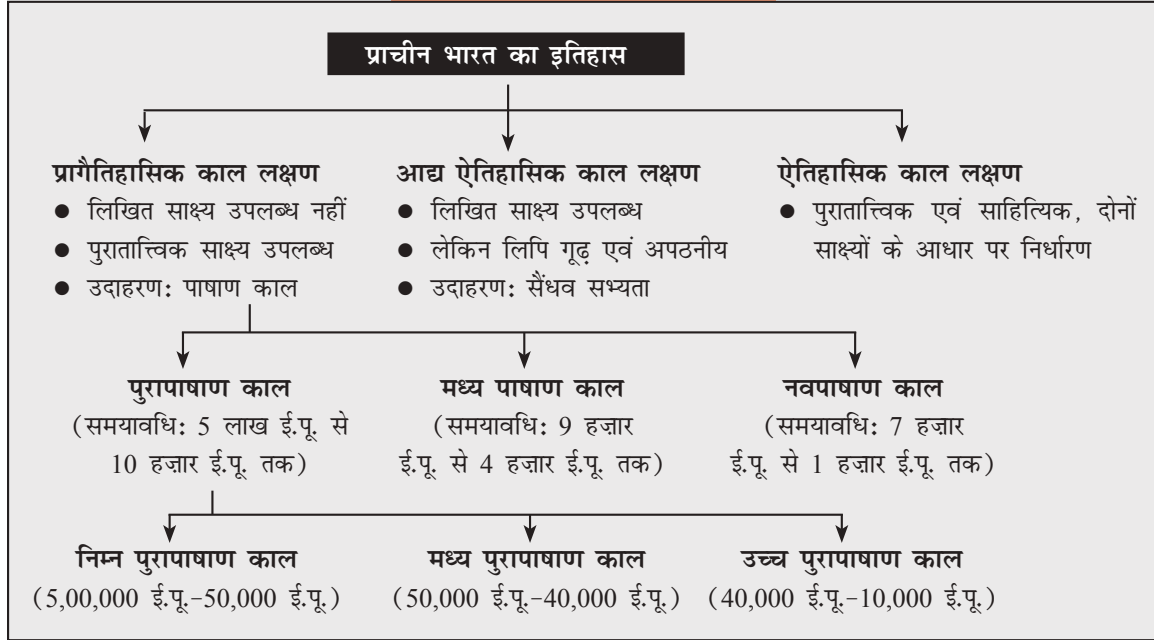 प्राचीन भारत का इतिहास
प्रागैतिहासिक काल लक्षण
● लिखित साक्ष्य उपलब्ध नहीं
● पुरातात्त्विक साक्ष्य उपलब्ध
● उदाहरण: पाषाण काल
आद्य ऐतिहासिक काल लक्षण
● लिखित साक्ष्य उपलब्ध
● लेकिन लिपि गूढ़ एवं अपठनीय
● उदाहरण: सैंधव सभ्यता
ऐतिहासिक काल लक्षण
● पुरातात्त्विक एवं साहित्यिक, दोनों
साक्ष्यों के आधार पर निर्धारण
पुरापाषाण काल
(समयावधि: 5 लाख ई.पू. से
10 हज़ार ई.पू. तक)
मध्य पाषाण काल
(समयावधि: 9 हज़ार
ई.पू. से 4 हज़ार ई.पू. तक)
नवपाषाण काल
(समयावधि: 7 हज़ार
ई.पू. से 1 हज़ार ई.पू. तक)
निम्न पुरापाषाण काल
(5,00,000 ई.पू.-50,000 ई.पू.)
मध्य पुरापाषाण काल
(50,000 ई.पू.-40,000 ई.पू.)
उच्च पुरापाषाण काल
(40,000 ई.पू.-10,000 ई.पू.)